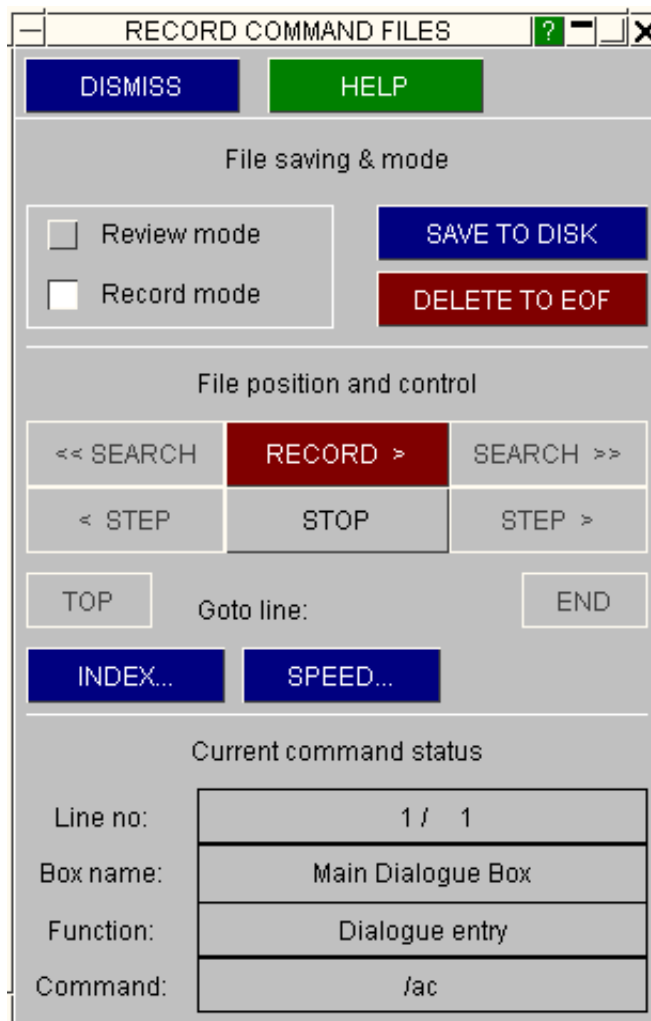 RECORD COMMAND FILES ?
DISMISS HELP
File saving & mode
Review mode SAVE TO DISK
Record mode DELETE TO EOF
File position and control
<< SEARCH RECORD > SEARCH >>
< STEP STOP STEP >
TOP Goto line: END
INDEX... SPEED...
Current command status
Line no: 1 / 1
Box name: Main Dialogue Box
Function: Dialogue entry
Command: /ac